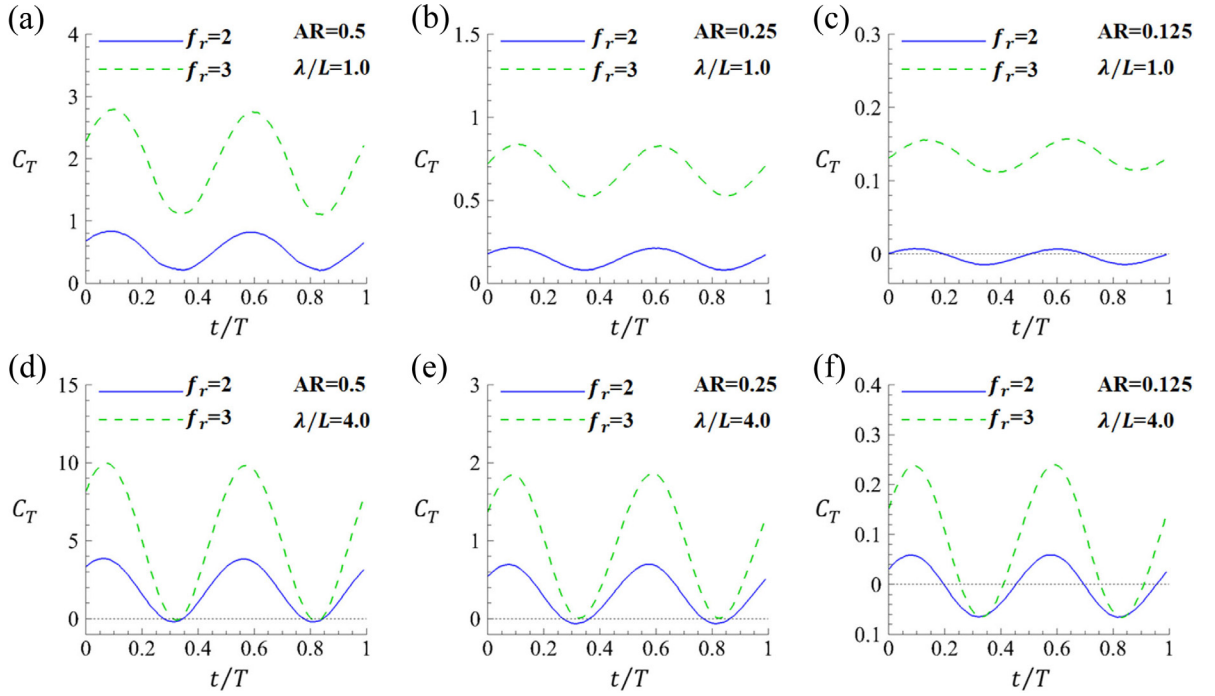 (a)
4
3
2
1
0
C_T
f_r=2 AR=0.5
f_r=3 λ/L=1.0
0 0.2 0.4 0.6 0.8 1
t/T
(b)
1.5
1
0.5
0
C_T
f_r=2 AR=0.25
f_r=3 λ/L=1.0
0 0.2 0.4 0.6 0.8 1
t/T
(c)
0.3
0.2
0.1
0
C_T
f_r=2 AR=0.125
f_r=3 λ/L=1.0
0 0.2 0.4 0.6 0.8 1
t/T
(d)
15
10
5
0
C_T
f_r=2 AR=0.5
f_r=3 λ/L=4.0
0 0.2 0.4 0.6 0.8 1
t/T
(e)
3
2
1
0
C_T
f_r=2 AR=0.25
f_r=3 λ/L=4.0
0 0.2 0.4 0.6 0.8 1
t/T
(f)
0.4
0.3
0.2
0.1
0
0.1
C_T
f_r=2 AR=0.125
f_r=3 λ/L=4.0
0 0.2 0.4 0.6 0.8 1
t/T